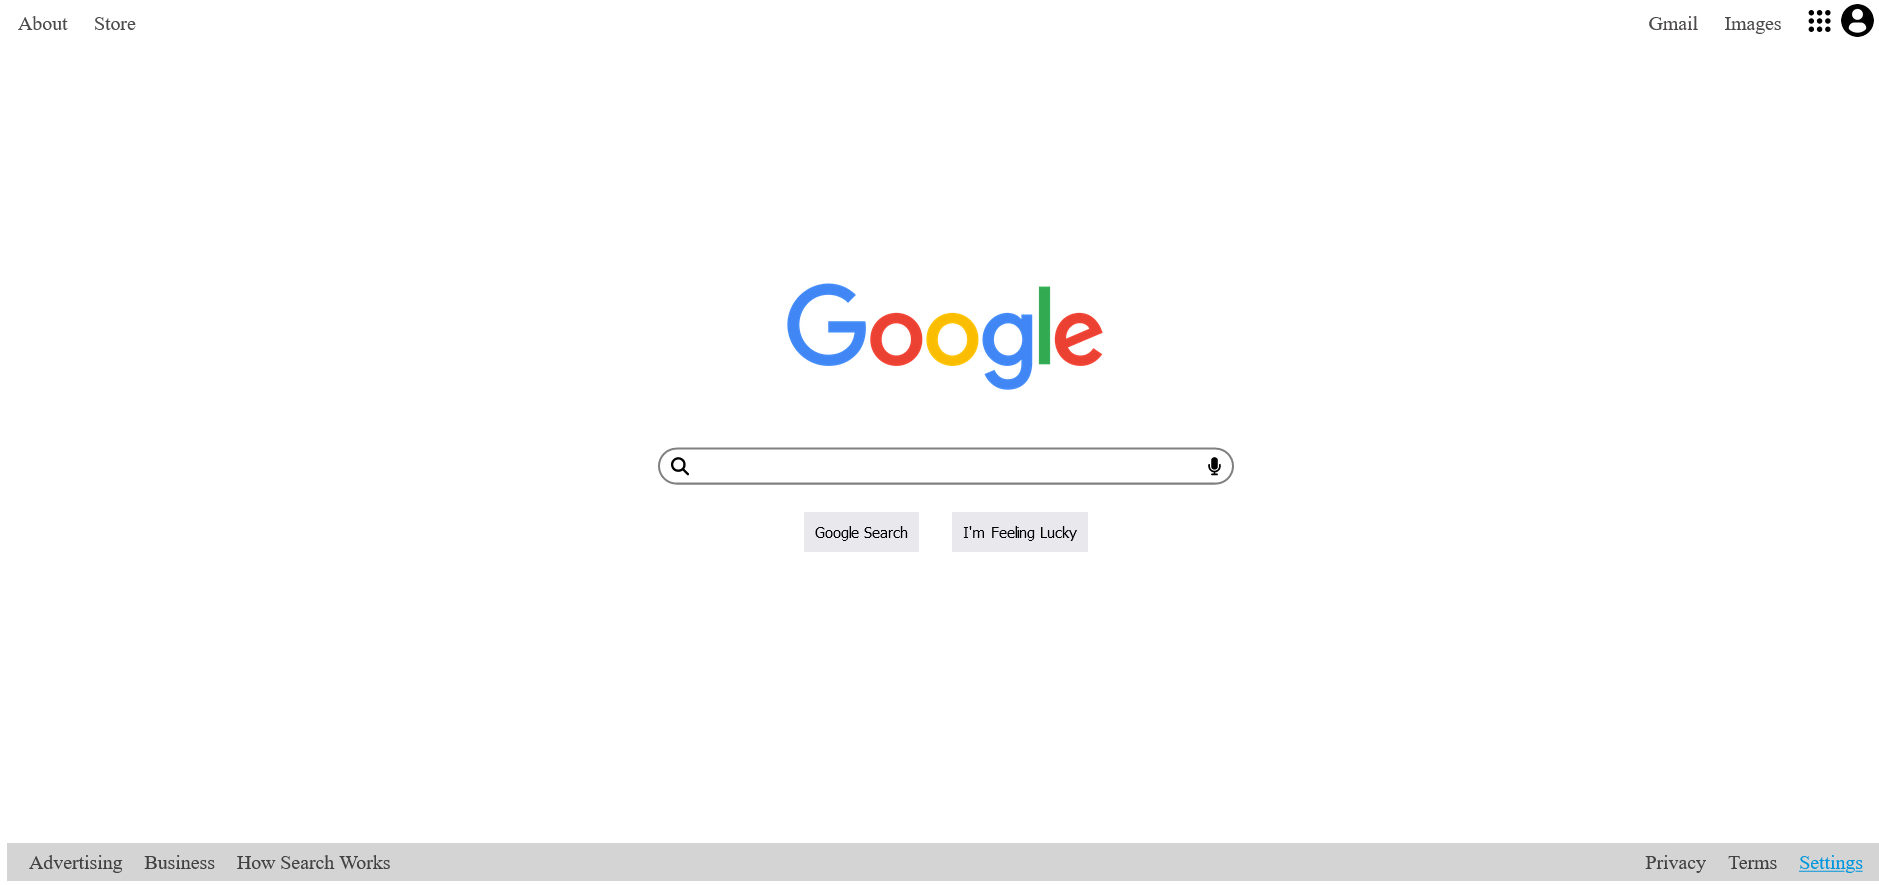 About Store Gmail Images
Google
Google Search I'm Feeling Lucky
Advertising Business How Search Works Privacy Terms Settings